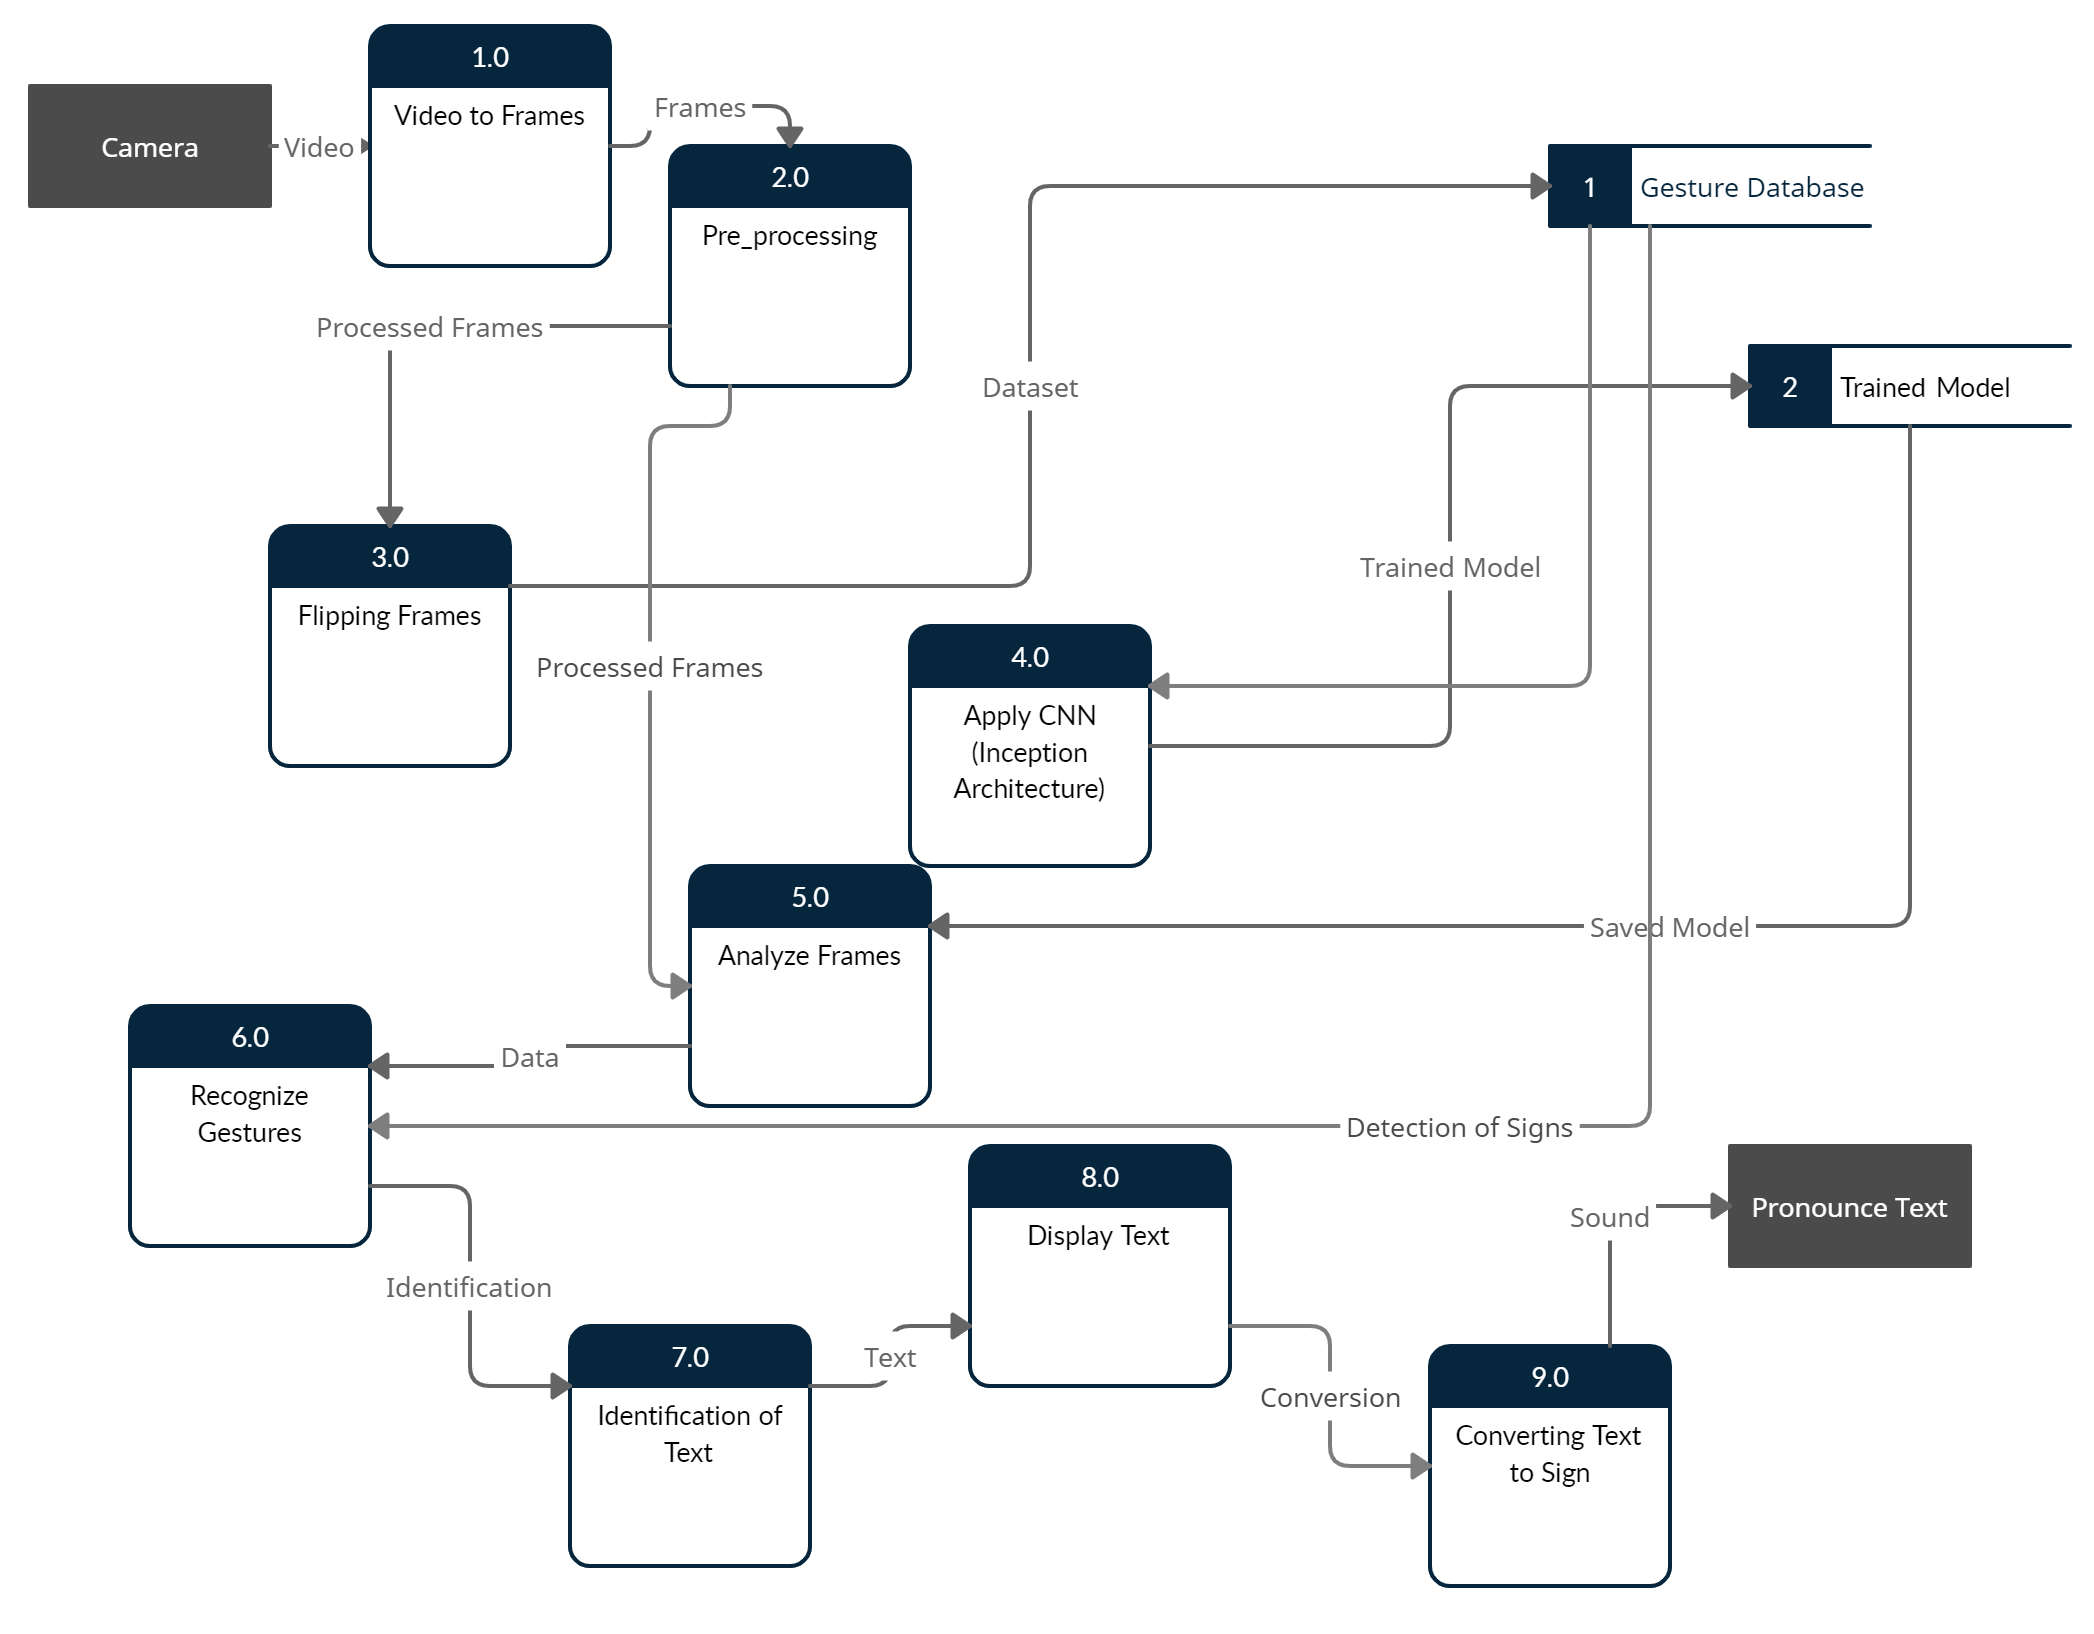 1.0
Video to Frames
Camera
Video
Frames
2.0
Pre_processing
1
Gesture Database
Processed Frames
Dataset
2
Trained Model
3.0
Flipping Frames
Trained Model
Processed Frames
4.0
Apply CNN
(Inception
Architecture)
5.0
Analyze Frames
Saved Model
6.0
Recognize
Gestures
Data
Detection of Signs
8.0
Display Text
Sound
Pronounce Text
Identification
7.0
Identification of
Text
Text
Conversion
9.0
Converting Text
to Sign